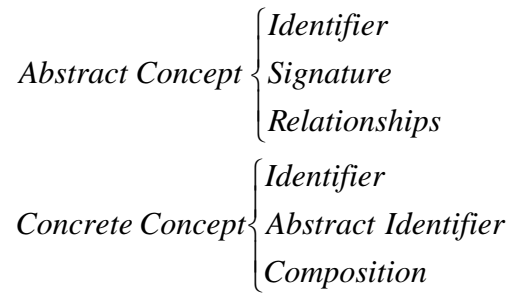 Identifier
Abstract Concept { Signature
Relationships
Identifier
Concrete Concept { Abstract Identifier
Composition